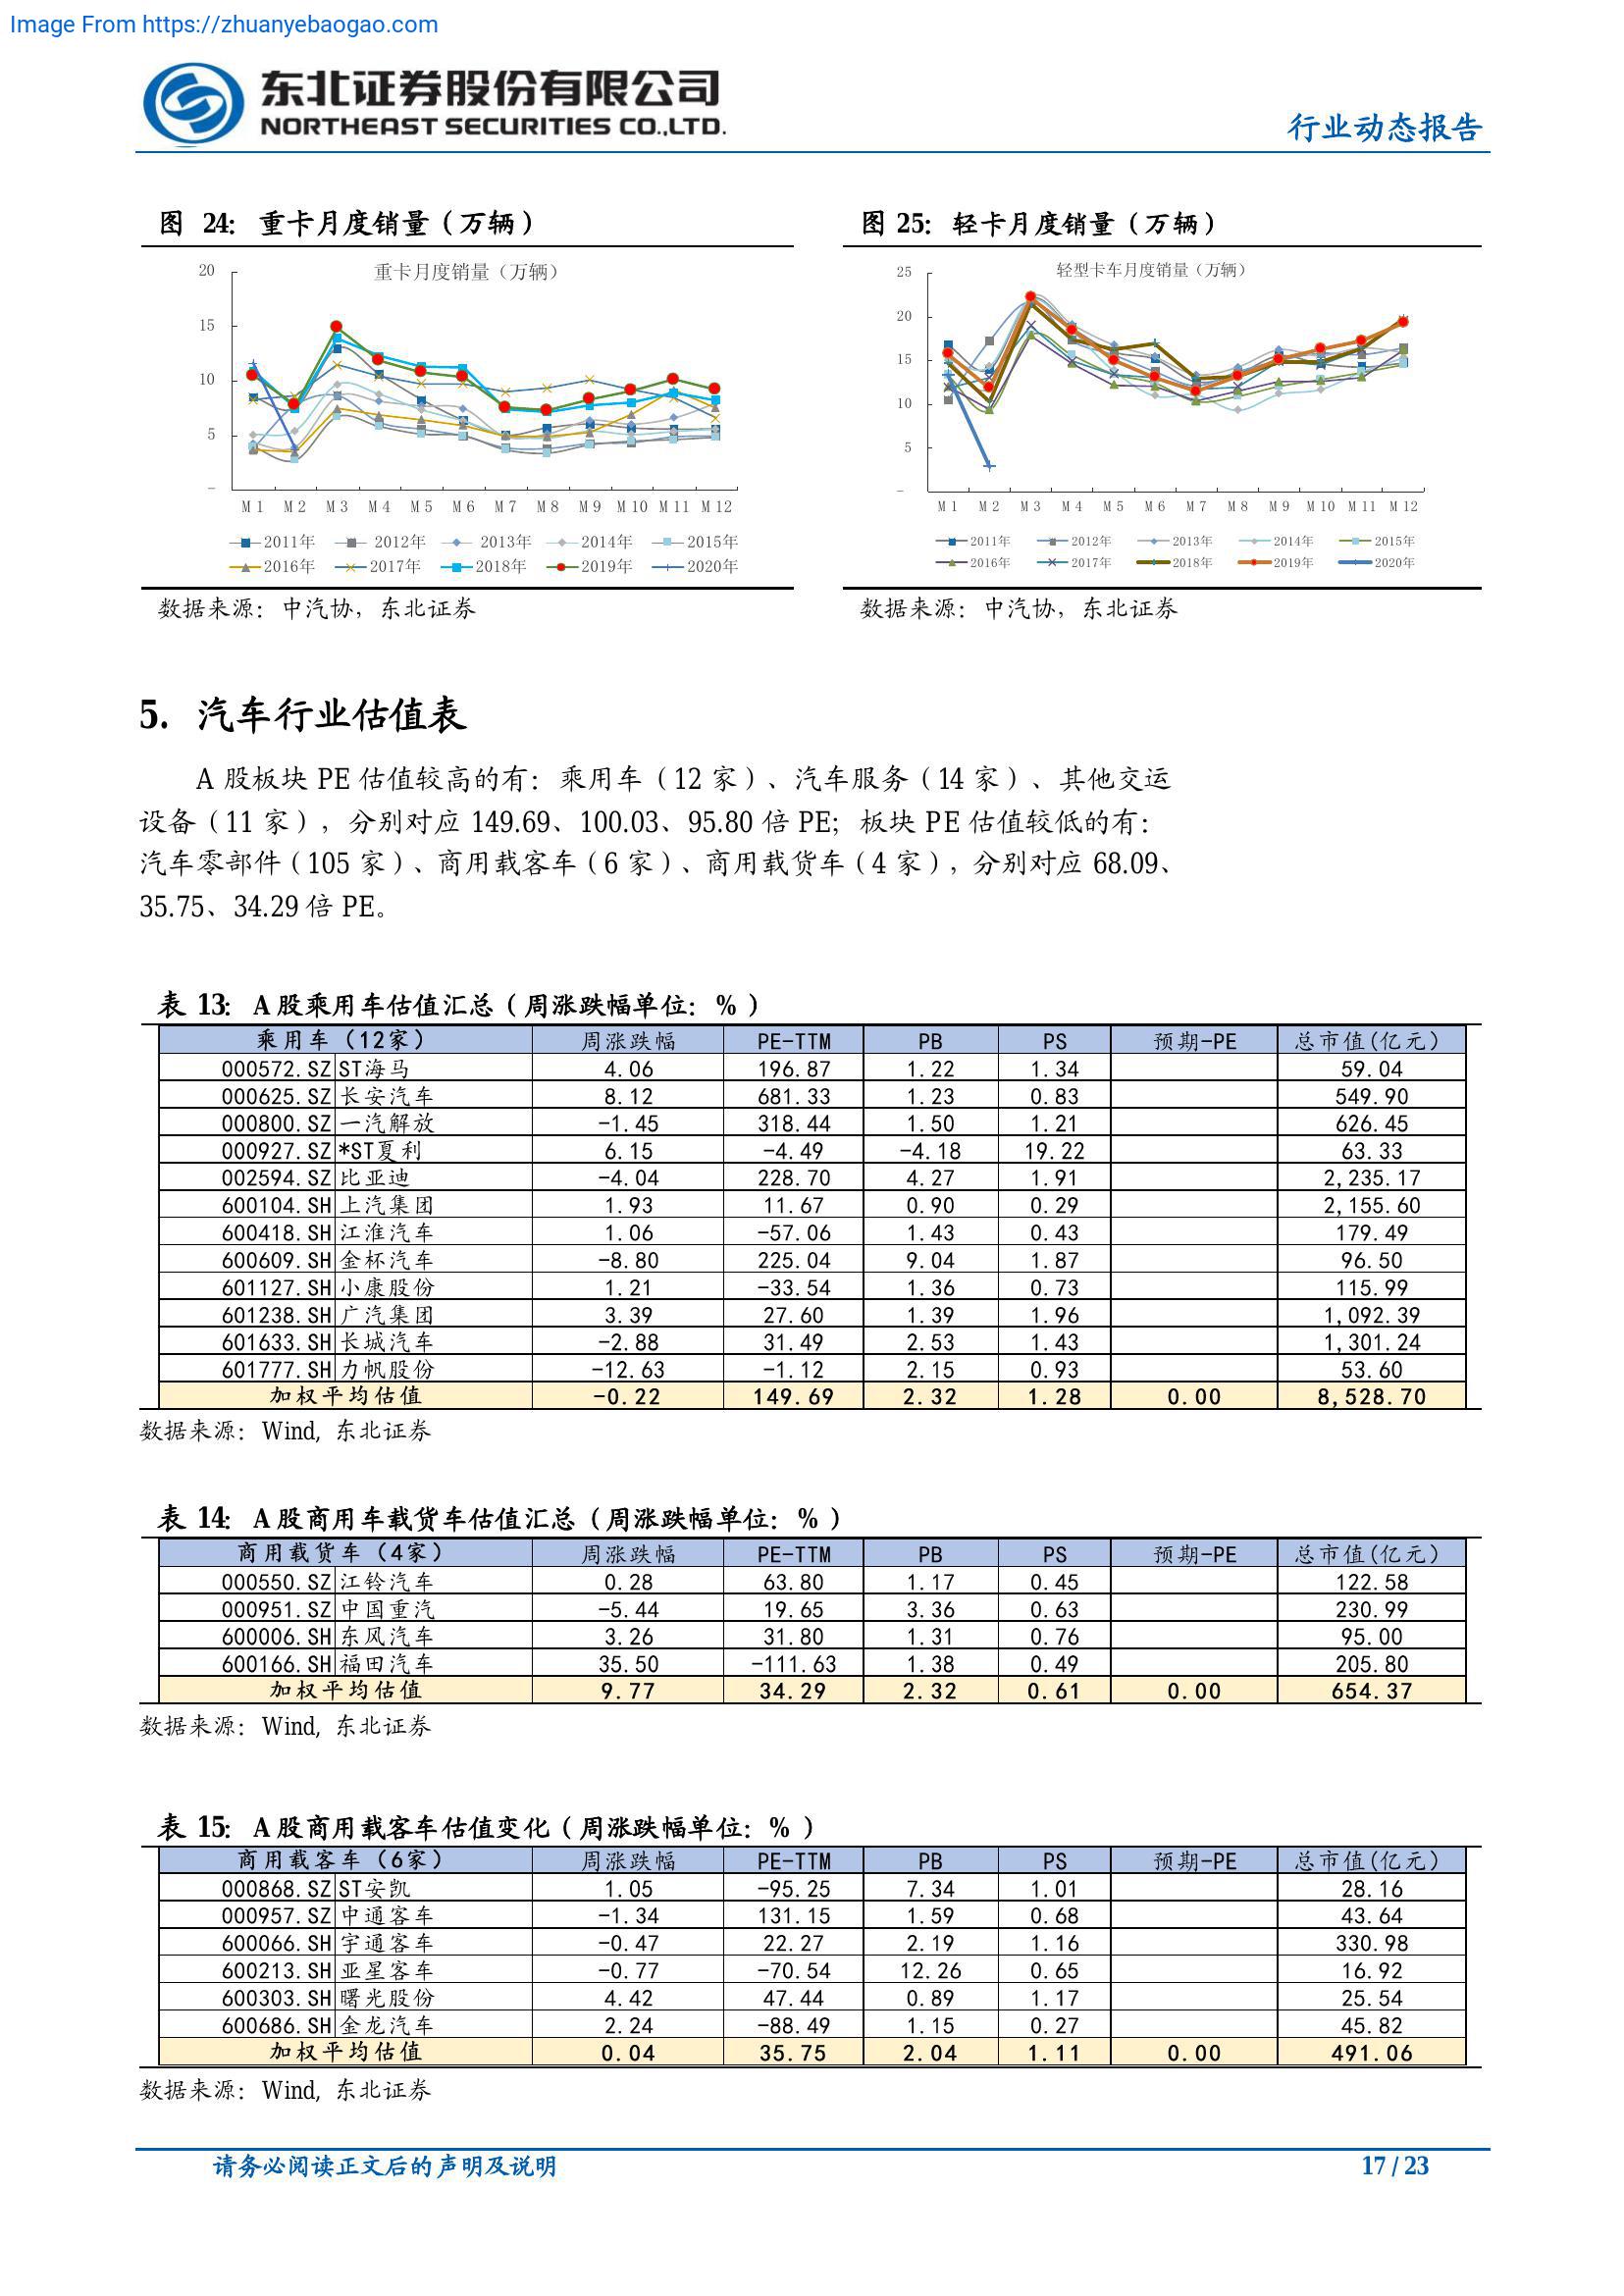 Image From https://zhuanyebaogao.com
东北证券股份有限公司
NORTHEAST SECURITIES CO.,LTD.
行业动态报告
图 24：重卡月度销量（万辆）
重卡月度销量（万辆）
20
15
10
5
-
M1 M2 M3 M4 M5 M6 M7 M8 M9 M10 M11 M12
2011年 2012年 2013年 2014年 2015年
2016年 2017年 2018年 2019年 2020年
数据来源：中汽协，东北证券
图 25：轻卡月度销量（万辆）
轻型卡车月度销量（万辆）
25
20
15
10
5
-
M1 M2 M3 M4 M5 M6 M7 M8 M9 M10 M11 M12
2011年 2012年 2013年 2014年 2015年
2016年 2017年 2018年 2019年 2020年
数据来源：中汽协，东北证券
5. 汽车行业估值表
A 股板块 PE 估值较高的有：乘用车（12 家）、汽车服务（14 家）、其他交运
设备（11 家），分别对应 149.69、100.03、95.80 倍 PE；板块 PE 估值较低的有：
汽车零部件（105 家）、商用载客车（6 家）、商用载货车（4 家），分别对应 68.09、
35.75、34.29 倍 PE。
表 13：A 股乘用车估值汇总（周涨跌幅单位：%）
乘用车（12家） 周涨跌幅 PE-TTM PB PS 预期-PE 总市值(亿元)
000572.SZ ST海马 4.06 196.87 1.22 1.34 59.04
000625.SZ 长安汽车 8.12 681.33 1.23 0.83 549.90
000800.SZ 一汽解放 -1.45 318.44 1.50 1.21 626.45
000927.SZ *ST夏利 6.15 -4.49 -4.18 19.22 63.33
002594.SZ 比亚迪 -4.04 228.70 4.27 1.91 2,235.17
600104.SH 上汽集团 1.93 11.67 0.90 0.29 2,155.60
600418.SH 江淮汽车 1.06 -57.06 1.43 0.43 179.49
600609.SH 金杯汽车 -8.80 225.04 9.04 1.87 96.50
601127.SH 小康股份 1.21 -33.54 1.36 0.73 115.99
601238.SH 广汽集团 3.39 27.60 1.39 1.96 1,092.39
601633.SH 长城汽车 -2.88 31.49 2.53 1.43 1,301.24
601777.SH 力帆股份 -12.63 -1.12 2.15 0.93 53.60
加权平均估值 -0.22 149.69 2.32 1.28 0.00 8,528.70
数据来源：Wind, 东北证券
表 14：A 股商用车载货车估值汇总（周涨跌幅单位：%）
商用载货车（4家） 周涨跌幅 PE-TTM PB PS 预期-PE 总市值(亿元)
000550.SZ 江铃汽车 0.28 63.80 1.17 0.45 122.58
000951.SZ 中国重汽 -5.44 19.65 3.36 0.63 230.99
600006.SH 东风汽车 3.26 31.80 1.31 0.76 95.00
600166.SH 福田汽车 35.50 -111.63 1.38 0.49 205.80
加权平均估值 9.77 34.29 2.32 0.61 0.00 654.37
数据来源：Wind, 东北证券
表 15：A 股商用载客车估值变化（周涨跌幅单位：%）
商用载客车（6家） 周涨跌幅 PE-TTM PB PS 预期-PE 总市值(亿元)
000868.SZ ST安凯 1.05 -95.25 7.34 1.01 28.16
000957.SZ 中通客车 -1.34 131.15 1.59 0.68 43.64
600066.SH 宇通客车 -0.47 22.27 2.19 1.16 330.98
600213.SH 亚星客车 -0.77 -70.54 12.26 0.65 16.92
600303.SH 曙光股份 4.42 47.44 0.89 1.17 25.54
600686.SH 金龙汽车 2.24 -88.49 1.15 0.27 45.82
加权平均估值 0.04 35.75 2.04 1.11 0.00 491.06
数据来源：Wind, 东北证券
请务必阅读正文后的声明及说明
17 / 23